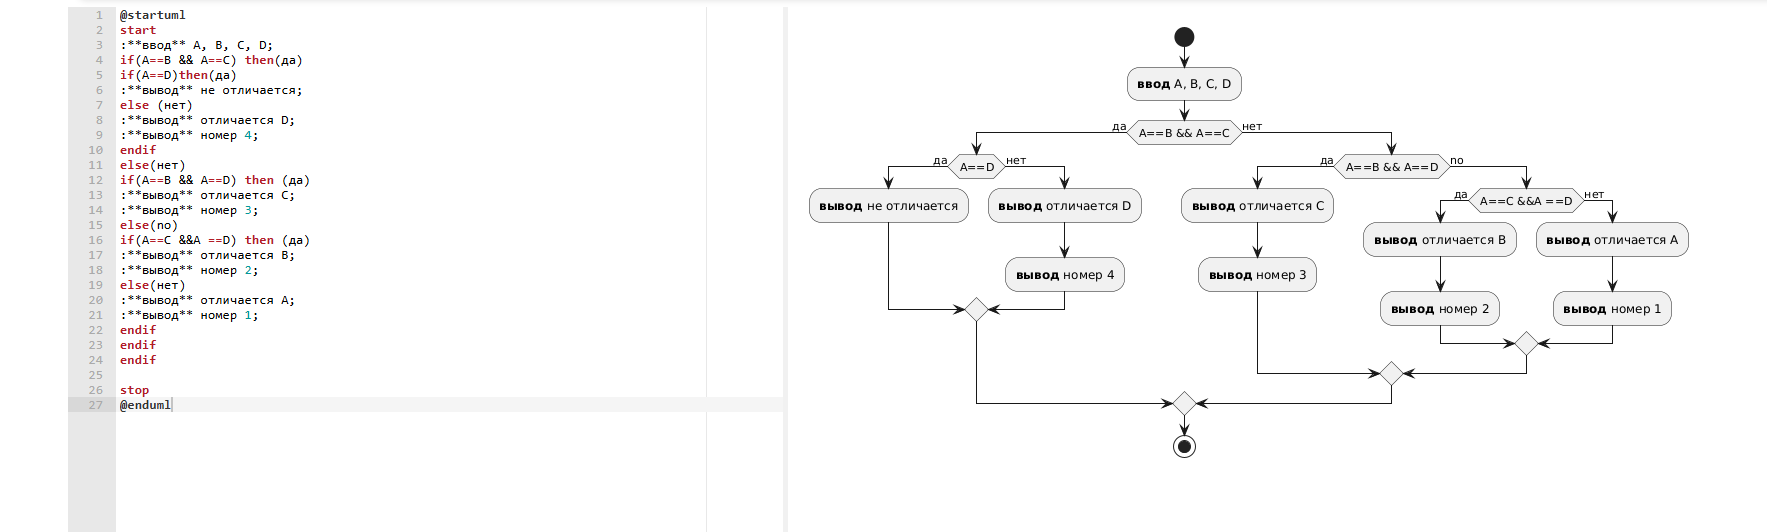 1 @startuml
2 start
3 :**ввод** A, B, C, D;
4 if(A==B && A==C) then(да)
5 if(A==D)then(да)
6 :**вывод** не отличается;
7 else (нет)
8 :**вывод** отличается D;
9 :**вывод** номер 4;
10 endif
11 else(нет)
12 if(A==B && A==D) then (да)
13 :**вывод** отличается C;
14 :**вывод** номер 3;
15 else(no)
16 if(A==C &&A ==D) then (да)
17 :**вывод** отличается B;
18 :**вывод** номер 2;
19 else(нет)
20 :**вывод** отличается A;
21 :**вывод** номер 1;
22 endif
23 endif
24 endif
25
26 stop
27 @enduml
ввод A, B, C, D
да
A==B && A==C
нет
да
A==D
нет
да
A==B && A==D
no
вывод не отличается
вывод отличается D
вывод отличается C
да
A==C &&A ==D
нет
вывод отличается B
вывод отличается A
вывод номер 4
вывод номер 3
вывод номер 2
вывод номер 1